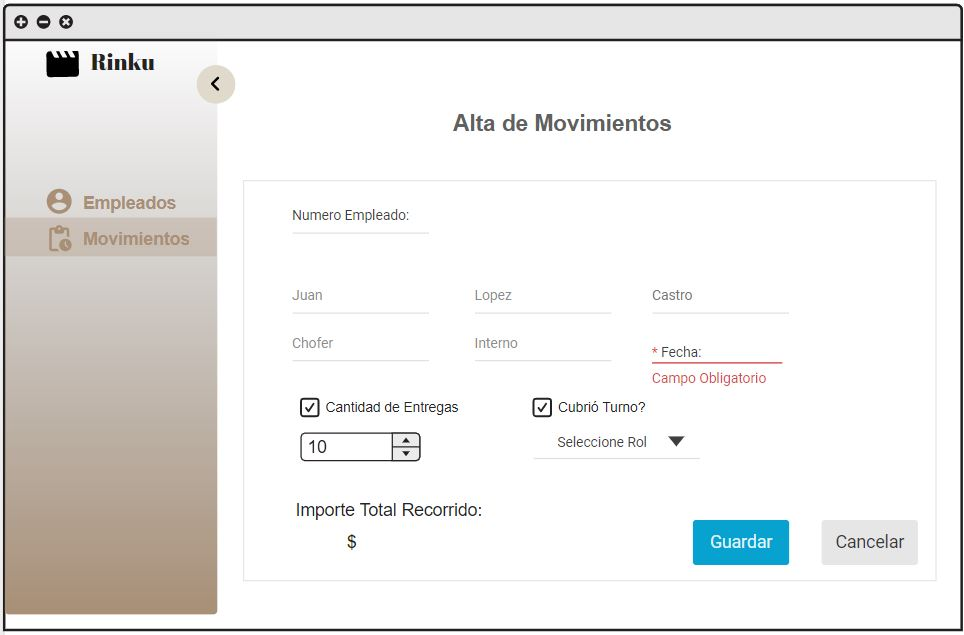 Rinku
Alta de Movimientos
Empleados
Movimientos
Numero Empleado:
Juan Lopez Castro
Chofer Interno * Fecha:
Campo Obligatorio
Cantidad de Entregas Cubrió Turno?
10 Seleccione Rol
Importe Total Recorrido:
$
Guardar Cancelar